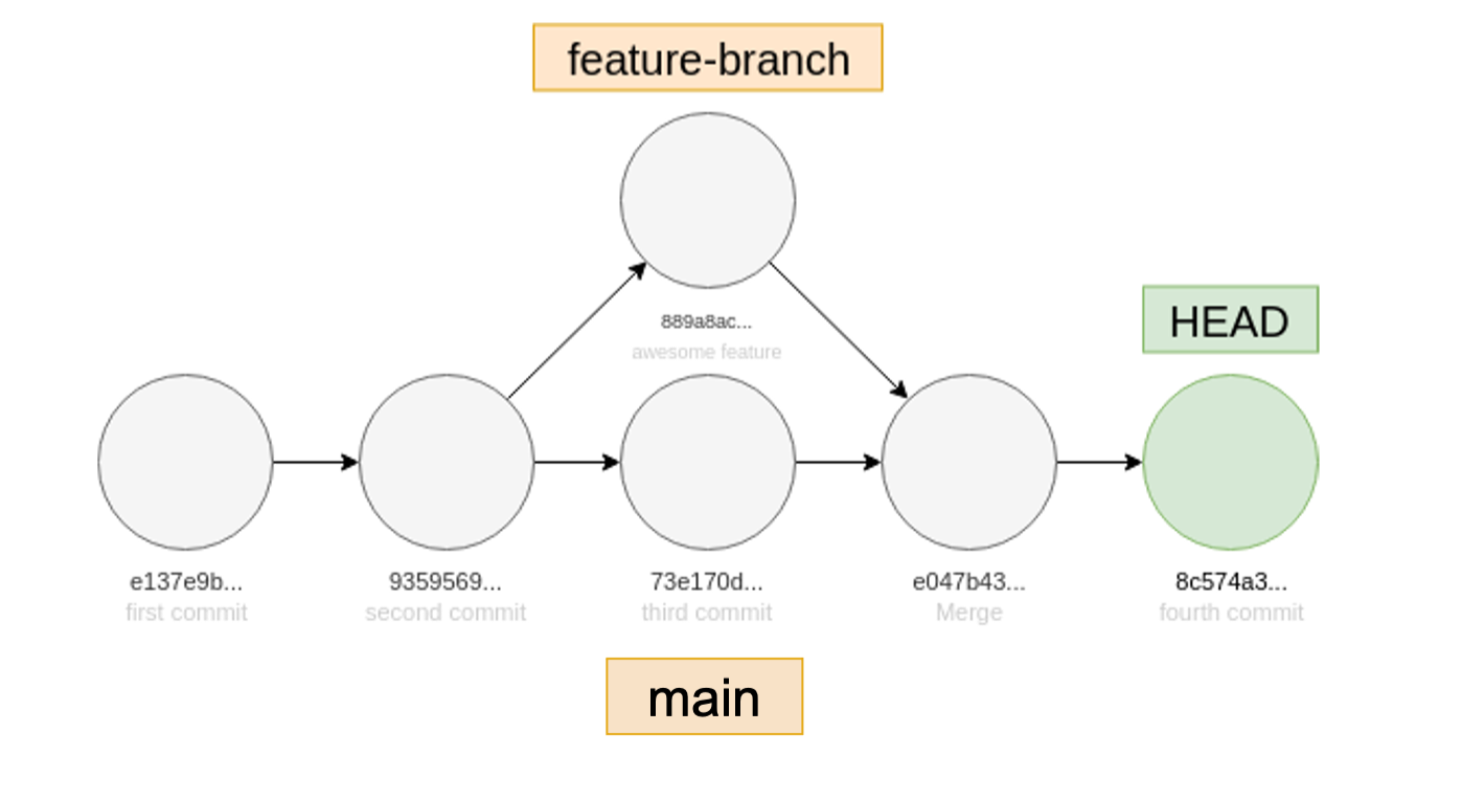 feature-branch
889a8ac...
awesome feature
HEAD
e137e9b...
first commit
9359569...
second commit
73e170d...
third commit
e047b43...
Merge
8c574a3...
fourth commit
main